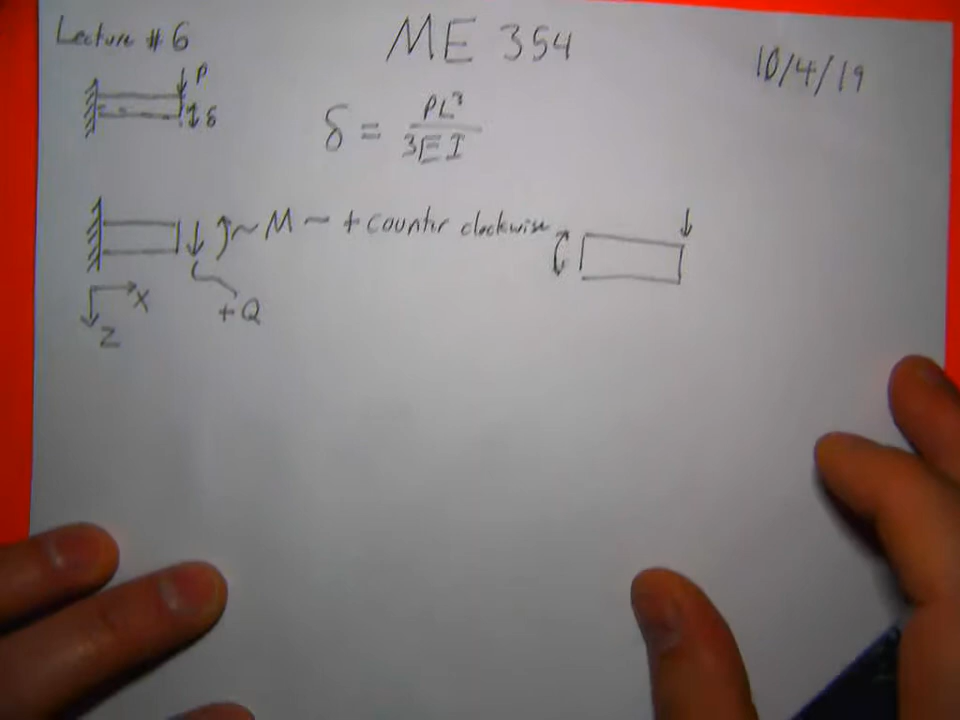 Lecture # 6
ME 354
10/4/19
P
δ
δ = PL³ / 3EI
~ M ~ + counter clockwise
X
+Q
Z